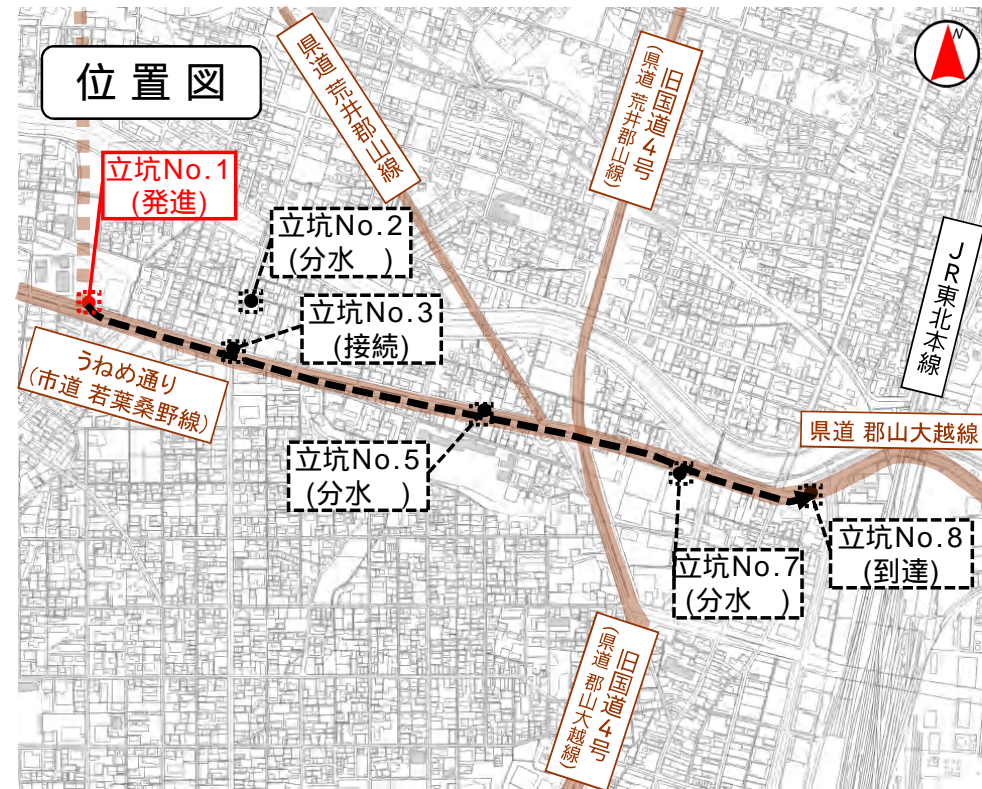 位置図
N
県道 荒井郡山線
旧国道4号
(県道 荒井郡山線)
立坑No.1
(発進)
立坑No.2
(分水　)
JR東北本線
立坑No.3
(接続)
うねめ通り
(市道 若葉桑野線)
県道 郡山大越線
立坑No.5
(分水　)
立坑No.7
(分水　)
立坑No.8
(到達)
旧国道4号
(県道 郡山大越線)